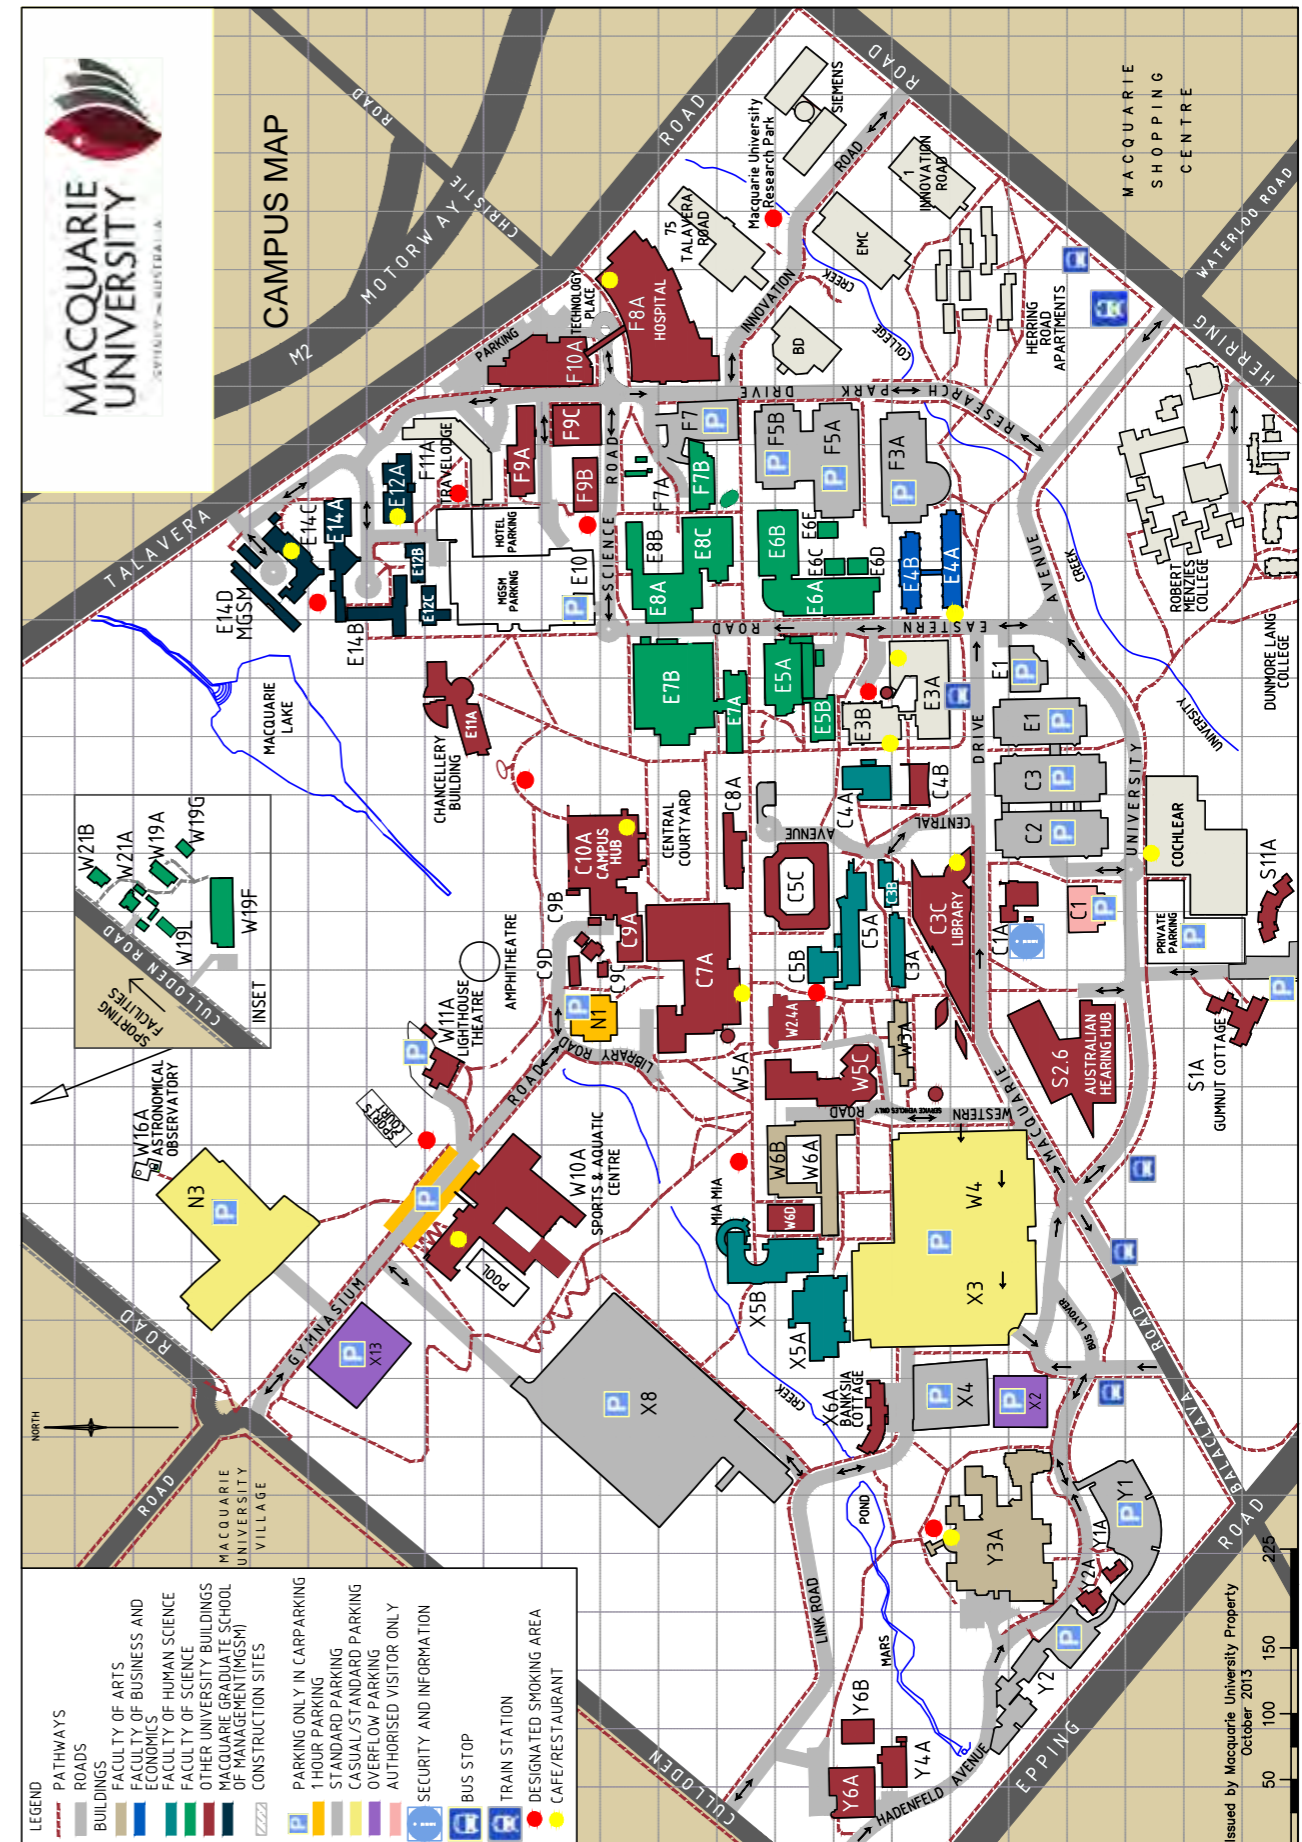 MACQUARIE
UNIVERSITY
CAMPUS MAP
M2
MOTORWAY
CHRISTIE
ROAD
TALAVERA
ROAD
HERRING
ROAD
WATERLOO ROAD
MACQUARIE
SHOPPING
CENTRE
SIEMENS
Macquarie University
Research Park
75
TALAVERA
ROAD
INNOVATION
ROAD
1
INNOVATION
ROAD
EMC
BD
COLLEGE
CREEK
HERRING
ROAD
APARTMENTS
TECHNOLOGY
PLACE
F8A
HOSPITAL
PARKING
F10A
RESEARCH PARK
DRIVE
F11A
TRAVELODGE
F9A
F9C
F9B
F7
F7A
F7B
F5B
F5A
F3A
E12A
E14C
E14A
E14D
MGSM
E14B
E12B
E12C
HOTEL
PARKING
MGSM
PARKING
E10
SCIENCE
ROAD
E8B
E8C
E8A
E6B
E6E
E6C
E6D
E6A
E4B
E4A
EASTERN
ROAD
AVENUE
CREEK
ROBERT
MENZIES
COLLEGE
DUNMORE LANG
COLLEGE
UNIVERSITY
MACQUARIE
LAKE
CHANCELLERY
BUILDING
E11A
E7B
E7A
E5A
E5B
E3B
E3A
E1
E1
DRIVE
C3
C2
UNIVERSITY
COCHLEAR
C10A
CAMPUS
HUB
CENTRAL
COURTYARD
C8A
AVENUE
CENTRAL
C4A
C4B
C9B
C9A
C9D
C9C
C7A
C5C
C5B
C5A
C3B
C3A
C3C
LIBRARY
C1A
C1
PRIVATE
PARKING
S11A
AMPHITHEATRE
W11A
LIGHTHOUSE
THEATRE
N1
LIBRARY ROAD
W2.4A
W5A
W5C
W3A
S2.6
AUSTRALIAN
HEARING HUB
S1A
GUMNUT COTTAGE
W21B
W21A
W19A
W19G
W19F
W19L
CULLODEN ROAD
SPORTING
FACILITIES
INSET
W16A
ASTRONOMICAL
OBSERVATORY
SPORTS
COURT
ROAD
N3
W10A
SPORTS & AQUATIC
CENTRE
POOL
MIA MIA
W6B
W6A
W6D
WESTERN
SERVICE VEHICLES ONLY
ROAD
MACQUARIE
W4
X3
X5B
X5A
BUS LAYOVER
ROAD
GYMNASIUM
X13
X8
CREEK
X6A
BANKSIA
COTTAGE
X4
X2
BALACLAVA
ROAD
NORTH
ROAD
MACQUARIE
UNIVERSITY
VILLAGE
POND
Y3A
Y1
Y1A
Y2A
Y2
LINK ROAD
MARS
Y6B
Y4A
Y6A
HADENFELD AVENUE
EPPING
ROAD
CULLODEN
LEGEND
PATHWAYS
ROADS
BUILDINGS
FACULTY OF ARTS
FACULTY OF BUSINESS AND
ECONOMICS
FACULTY OF HUMAN SCIENCE
FACULTY OF SCIENCE
OTHER UNIVERSITY BUILDINGS
MACQUARIE GRADUATE SCHOOL
OF MANAGEMENT(MGSM)
CONSTRUCTION SITES
PARKING ONLY IN CARPARKING
1 HOUR PARKING
STANDARD PARKING
CASUAL/STANDARD PARKING
OVERFLOW PARKING
AUTHORISED VISITOR ONLY
SECURITY AND INFORMATION
BUS STOP
TRAIN STATION
DESIGNATED SMOKING AREA
CAFE/RESTAURANT
Issued by Macquarie University Property
October 2013
50
100
150
225